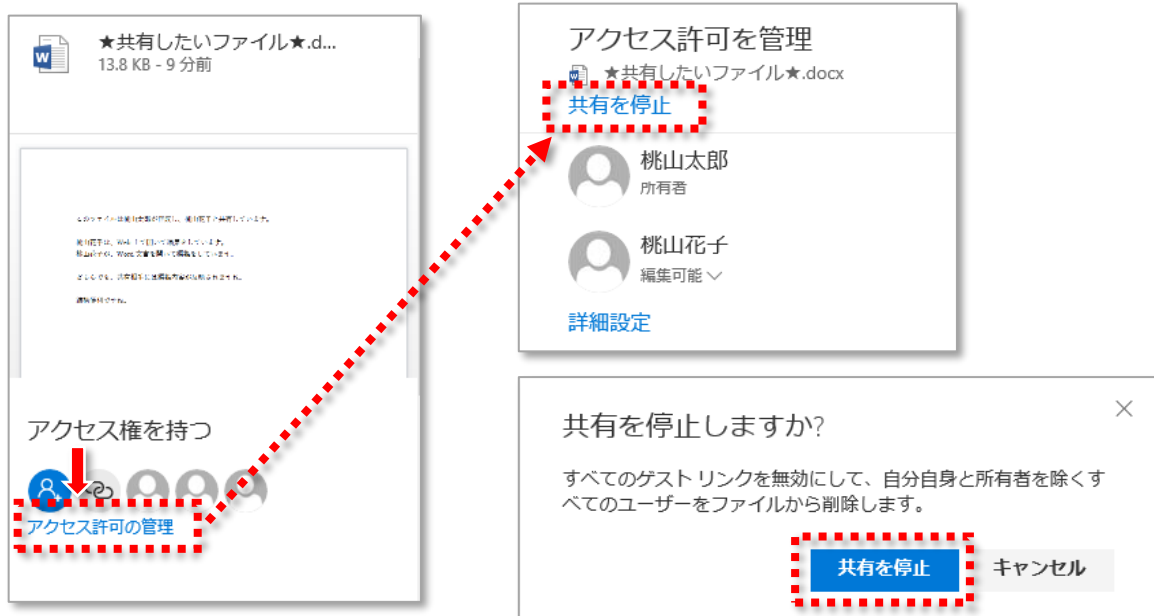 ★共有したいファイル★.d...
13.8 KB - 9 分前
アクセス権を持つ
アクセス許可の管理
アクセス許可を管理
★共有したいファイル★.docx
共有を停止
桃山太郎
所有者
桃山花子
編集可能
詳細設定
共有を停止しますか?
すべてのゲスト リンクを無効にして、自分自身と所有者を除くす
べてのユーザーをファイルから削除します。
共有を停止
キャンセル